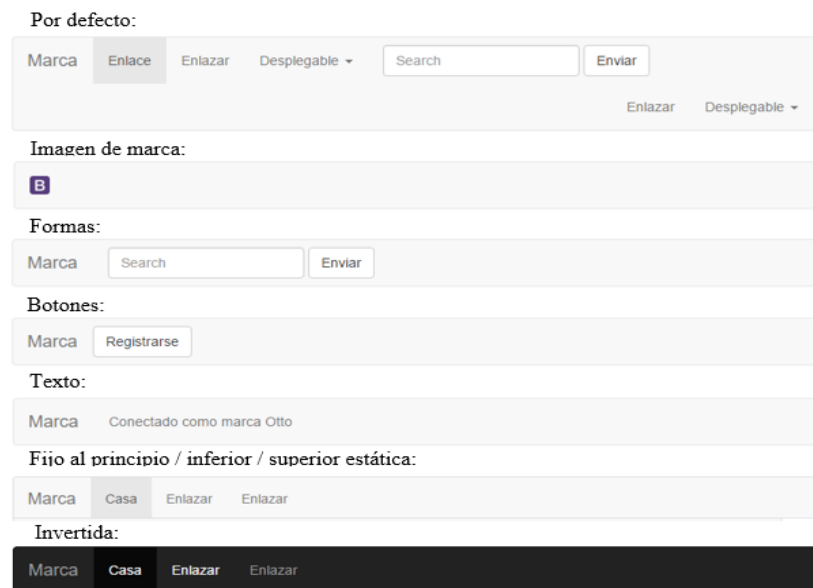 Por defecto:
Marca Enlace Enlazar Desplegable Search Enviar
Enlazar Desplegable
Imagen de marca:
B
Formas:
Marca Search Enviar
Botones:
Marca Registrarse
Texto:
Marca Conectado como marca Otto
Fijo al principio / inferior / superior estática:
Marca Casa Enlazar Enlazar
Invertida:
Marca Casa Enlazar Enlazar